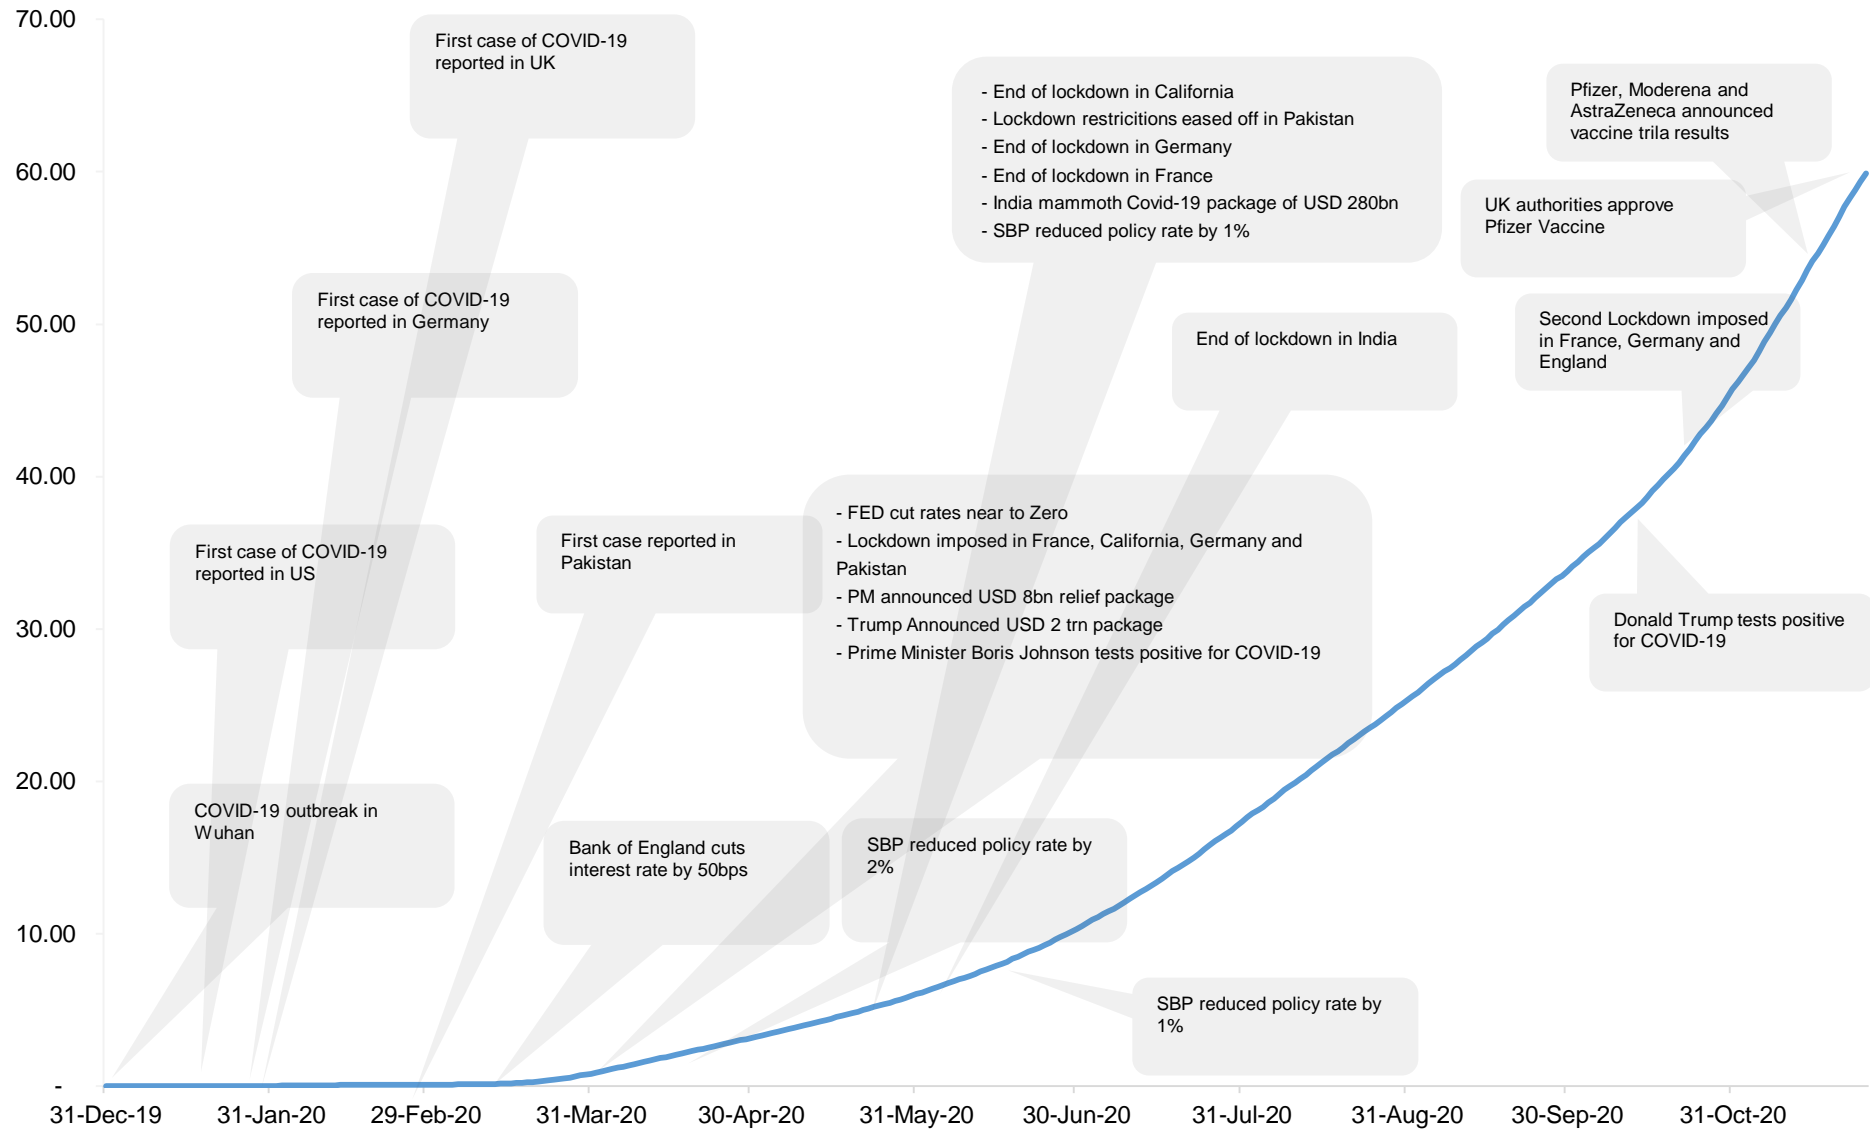 70.00
60.00
50.00
40.00
30.00
20.00
10.00
-
First case of COVID-19
reported in UK
- End of lockdown in California
- Lockdown restricitions eased off in Pakistan
- End of lockdown in Germany
- End of lockdown in France
- India mammoth Covid-19 package of USD 280bn
- SBP reduced policy rate by 1%
Pfizer, Moderena and
AstraZeneca announced
vaccine trila results
UK authorities approve
Pfizer Vaccine
First case of COVID-19
reported in Germany
End of lockdown in India
Second Lockdown imposed
in France, Germany and
England
First case of COVID-19
reported in US
First case reported in
Pakistan
- FED cut rates near to Zero
- Lockdown imposed in France, California, Germany and
Pakistan
- PM announced USD 8bn relief package
- Trump Announced USD 2 trn package
- Prime Minister Boris Johnson tests positive for COVID-19
Donald Trump tests positive
for COVID-19
COVID-19 outbreak in
Wuhan
Bank of England cuts
interest rate by 50bps
SBP reduced policy rate by
2%
SBP reduced policy rate by
1%
31-Dec-19
31-Jan-20
29-Feb-20
31-Mar-20
30-Apr-20
31-May-20
30-Jun-20
31-Jul-20
31-Aug-20
30-Sep-20
31-Oct-20